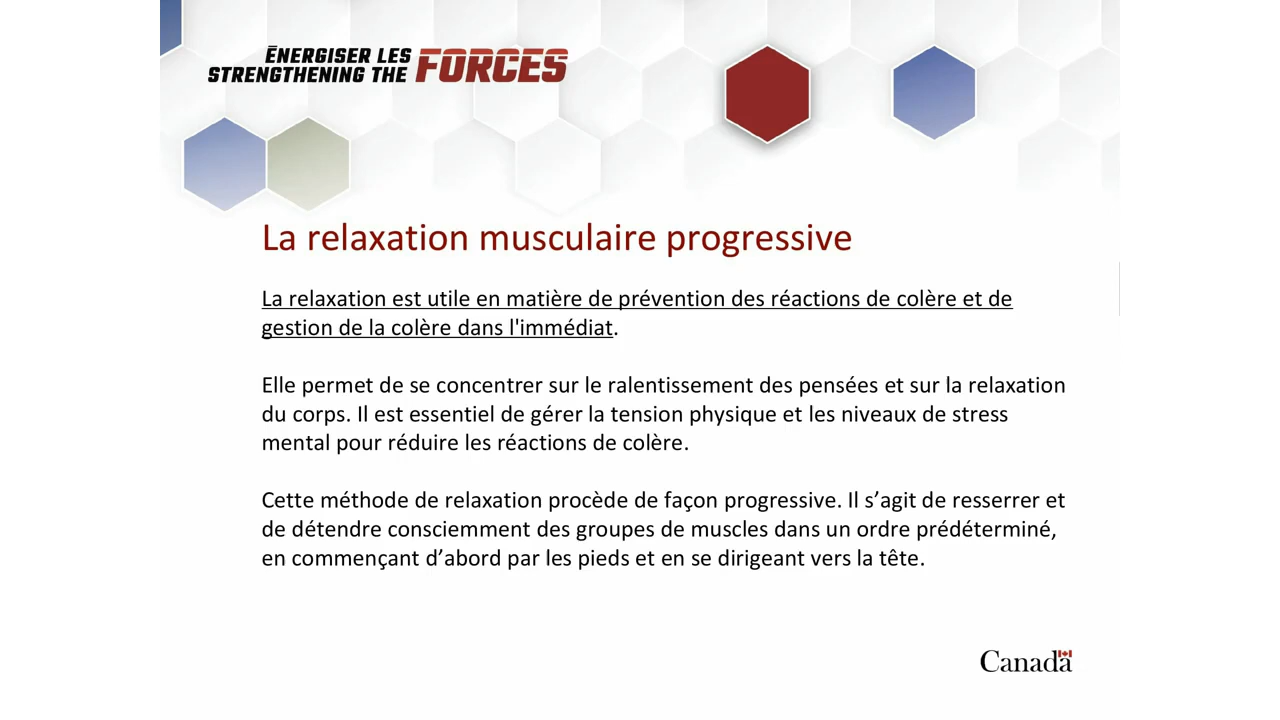 ÉNERGISER LES
STRENGTHENING THE FORCES
La relaxation musculaire progressive
La relaxation est utile en matière de prévention des réactions de colère et de
gestion de la colère dans l'immédiat.
Elle permet de se concentrer sur le ralentissement des pensées et sur la relaxation
du corps. Il est essentiel de gérer la tension physique et les niveaux de stress
mental pour réduire les réactions de colère.
Cette méthode de relaxation procède de façon progressive. Il s’agit de resserrer et
de détendre consciemment des groupes de muscles dans un ordre prédéterminé,
en commençant d’abord par les pieds et en se dirigeant vers la tête.
Canada